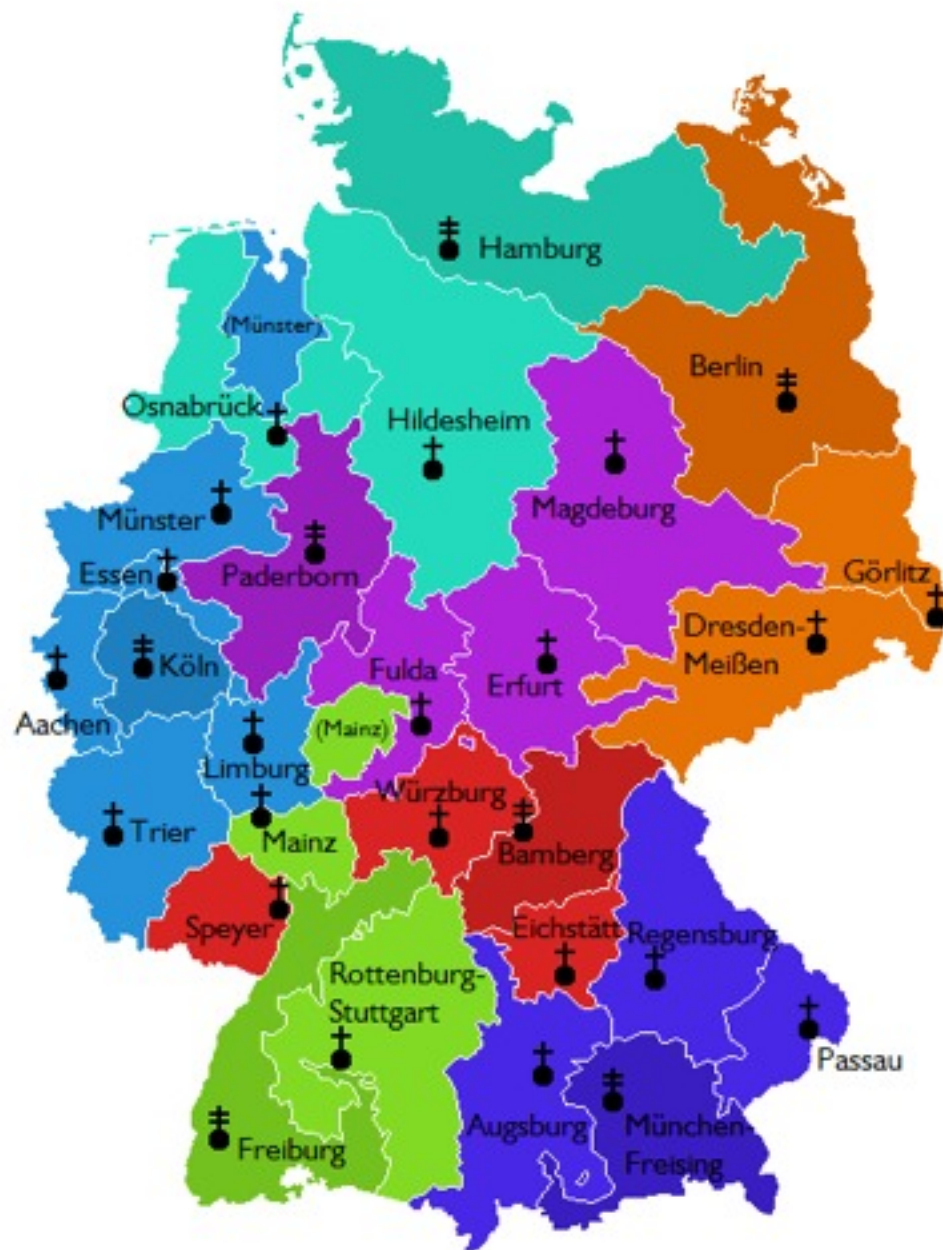 Hamburg
(Münster)
Berlin
Osnabrück
Hildesheim
Magdeburg
Münster
Essen
Paderborn
Görlitz
Dresden-
Meißen
Köln
Fulda
Erfurt
Aachen
(Mainz)
Limburg
Würzburg
Trier
Mainz
Bamberg
Speyer
Eichstätt
Regensburg
Rottenburg-
Stuttgart
Passau
Augsburg
München-
Freising
Freiburg